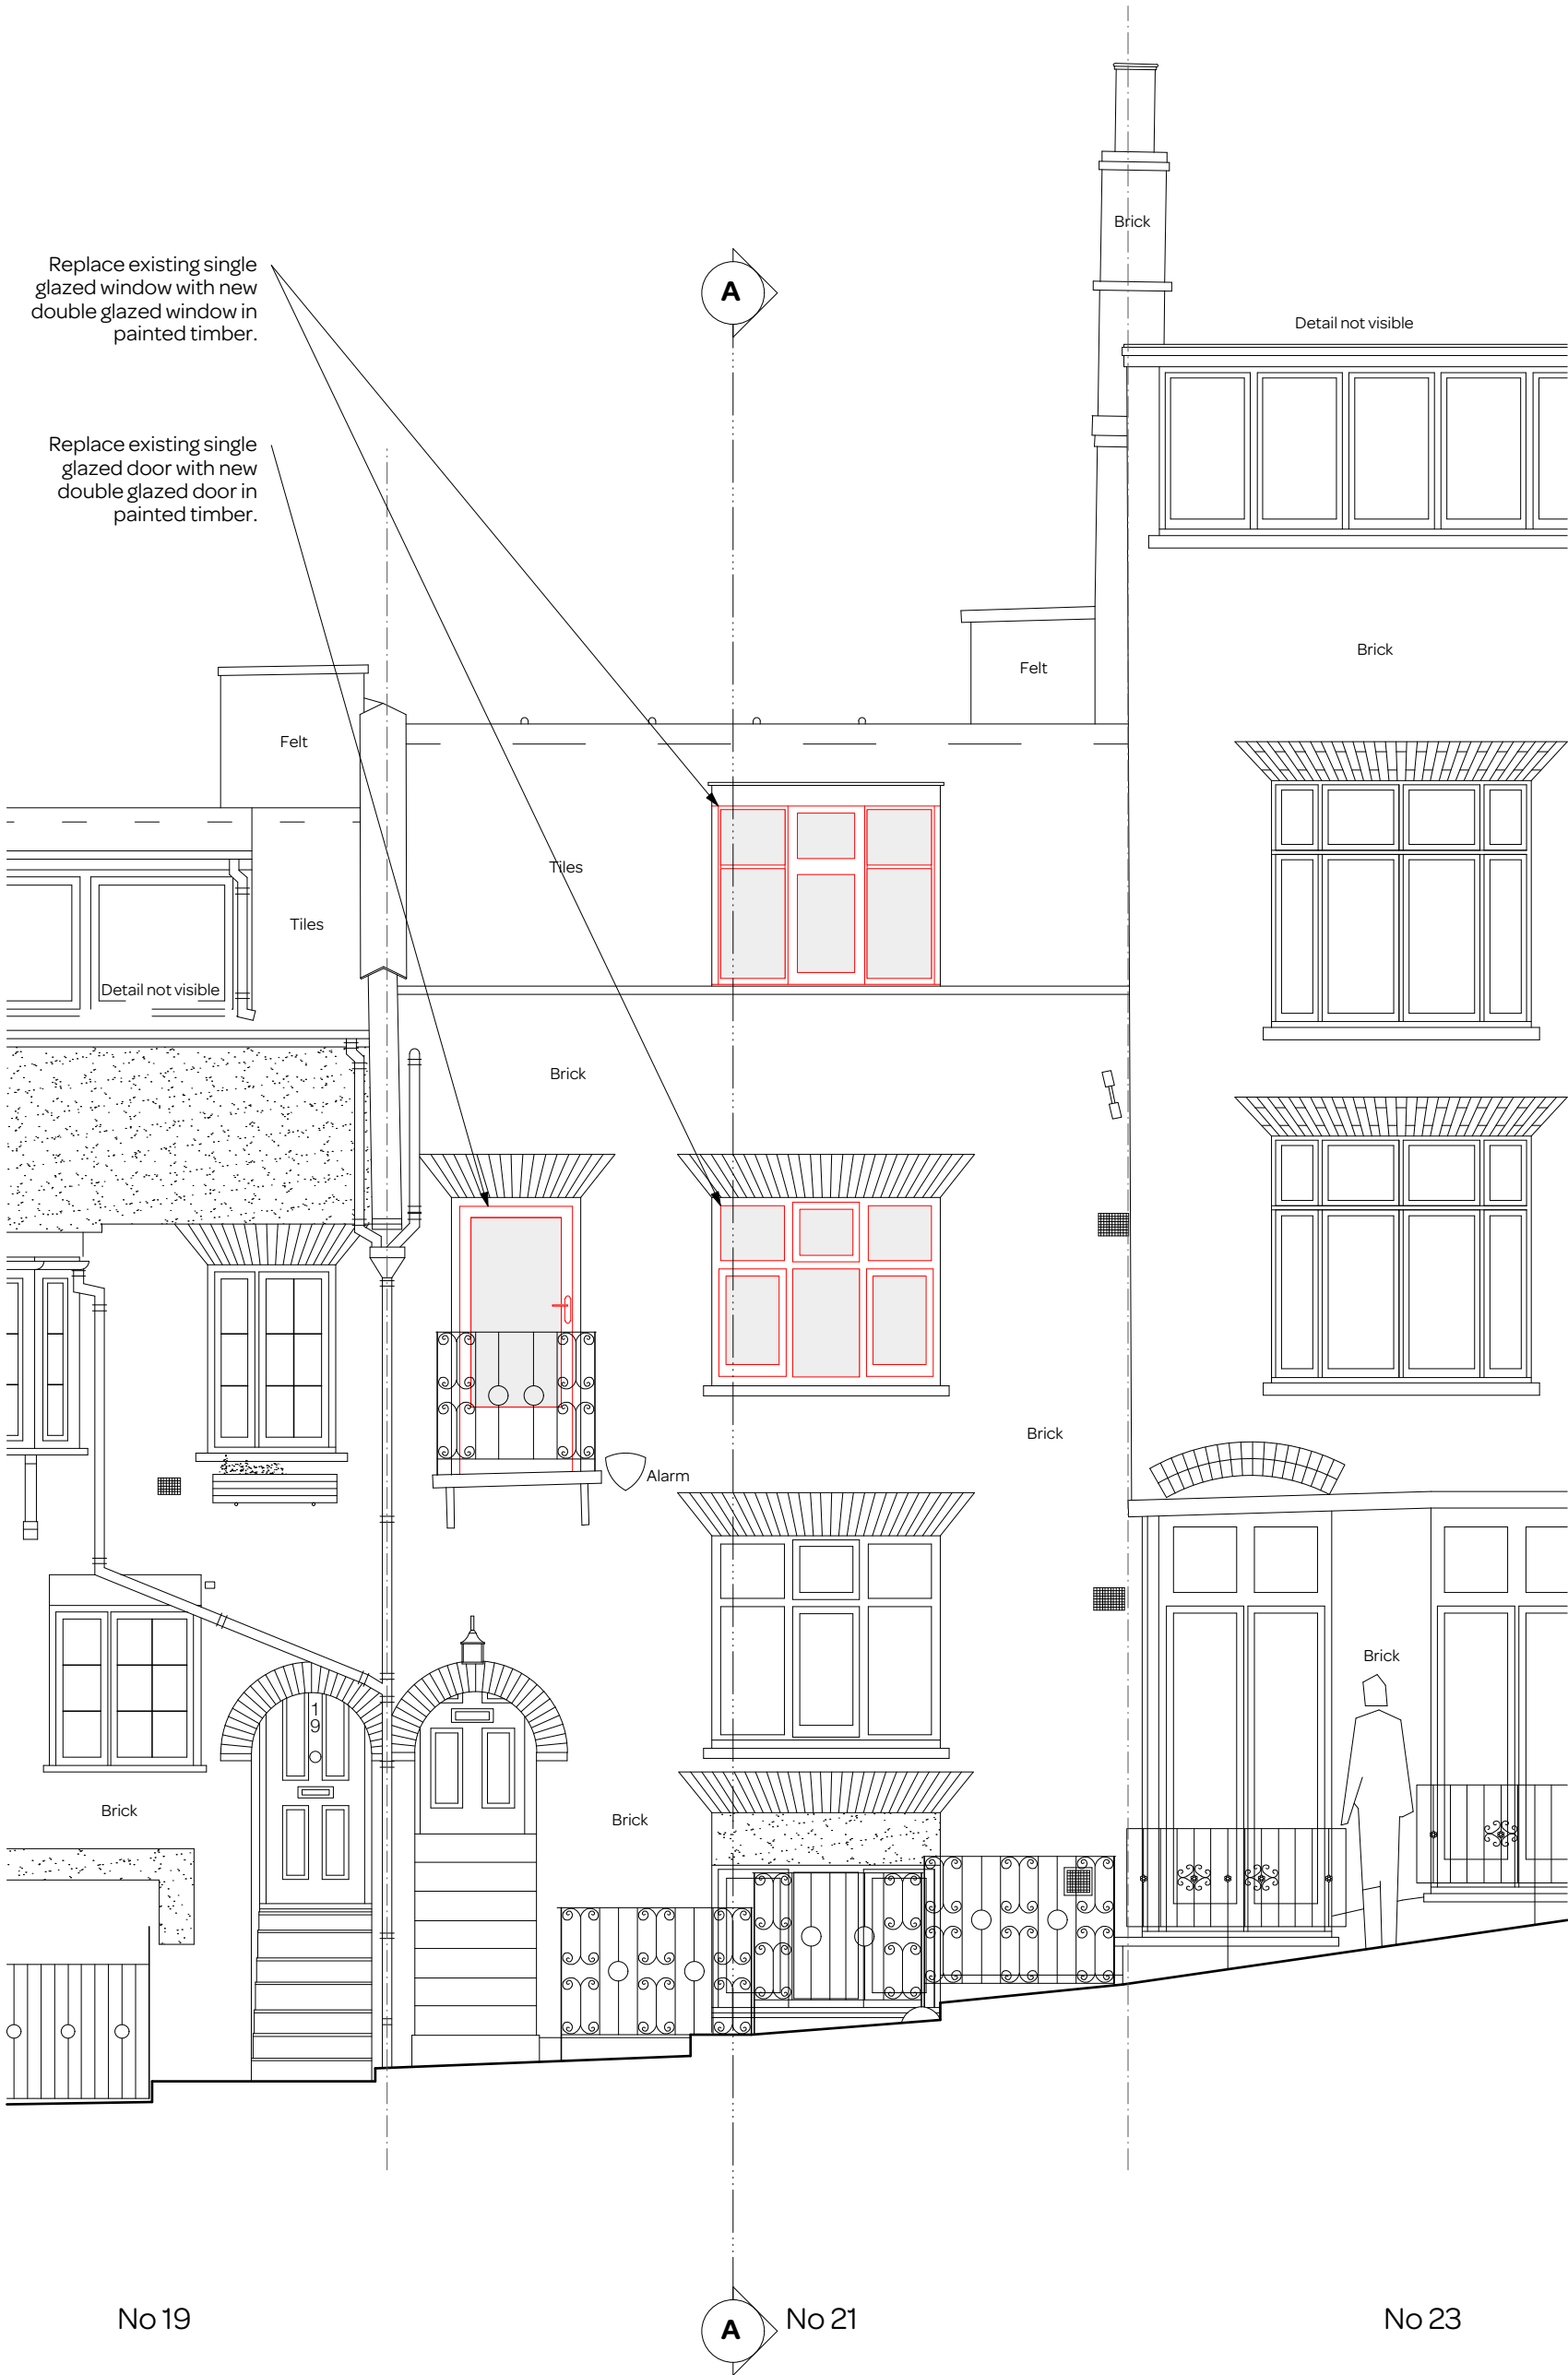 Brick
Replace existing single
glazed window with new
double glazed window in
painted timber.
A
Detail not visible
Replace existing single
glazed door with new
double glazed door in
painted timber.
Brick
Felt
Felt
Tiles
Tiles
Detail not visible
Brick
Brick
Alarm
Brick
19
Brick
Brick
No 19
A
No 21
No 23